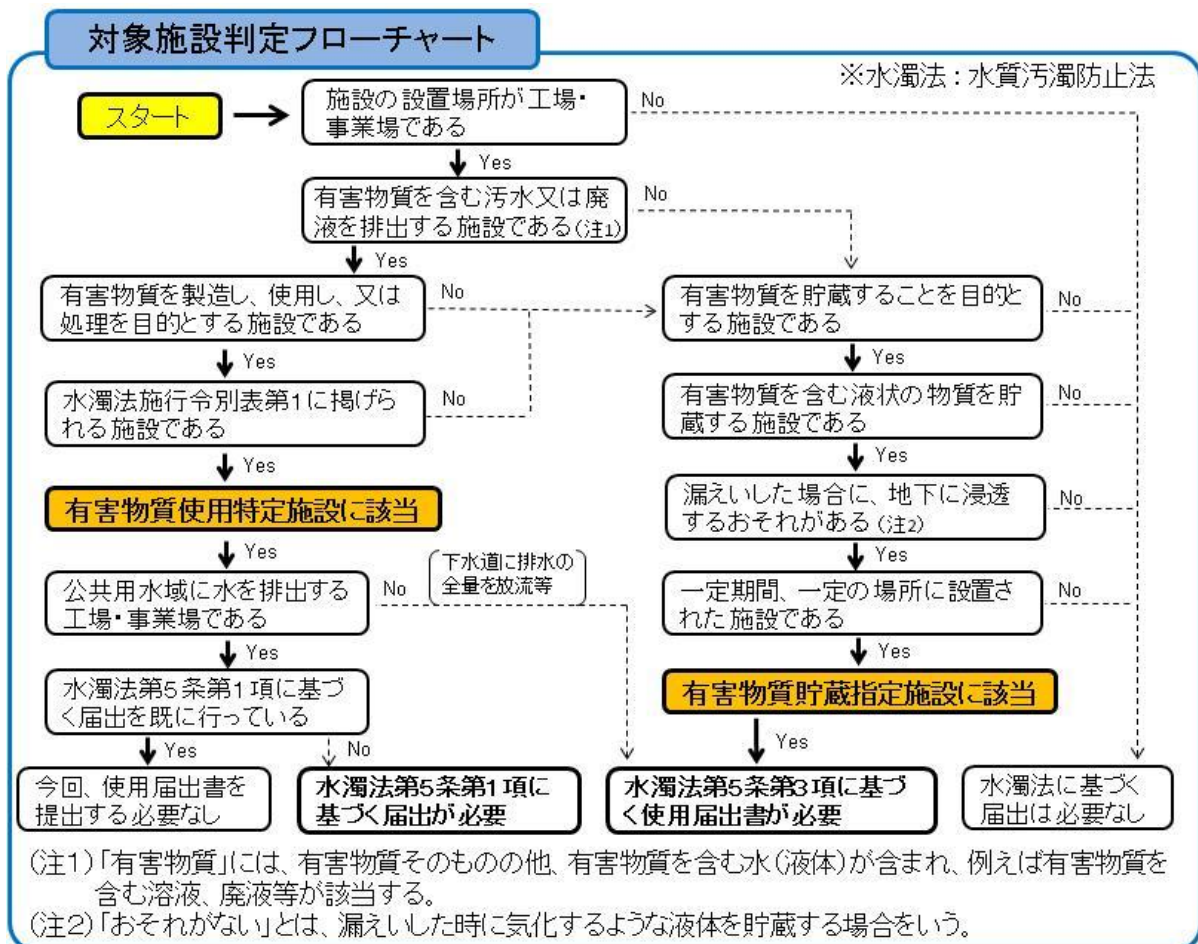 対象施設判定フローチャート
※水濁法：水質汚濁防止法
スタート
施設の設置場所が工場・
事業場である
No
Yes
有害物質を含む汚水又は廃
液を排出する施設である(注1)
No
Yes
有害物質を製造し、使用し、又は
処理を目的とする施設である
No
Yes
水濁法施行令別表第1に掲げら
れる施設である
No
Yes
有害物質使用特定施設に該当
Yes
公共用水域に水を排出する
工場・事業場である
No
下水道に排水の
全量を放流等
Yes
水濁法第5条第1項に基づ
く届出を既に行っている
Yes
No
有害物質を貯蔵することを目的と
する施設である
No
Yes
有害物質を含む液状の物質を貯
蔵する施設である
No
Yes
漏えいした場合に、地下に浸透
するおそれがある(注2)
No
Yes
一定期間、一定の場所に設置さ
れた施設である
No
Yes
有害物質貯蔵指定施設に該当
Yes
今回、使用届出書を
提出する必要なし
水濁法第5条第1項に
基づく届出が必要
水濁法第5条第3項に基づ
く使用届出書が必要
水濁法に基づく
届出は必要なし
(注1)「有害物質」には、有害物質そのものの他、有害物質を含む水(液体)が含まれ、例えば有害物質を
含む溶液、廃液等が該当する。
(注2)「おそれがない」とは、漏えいした時に気化するような液体を貯蔵する場合をいう。